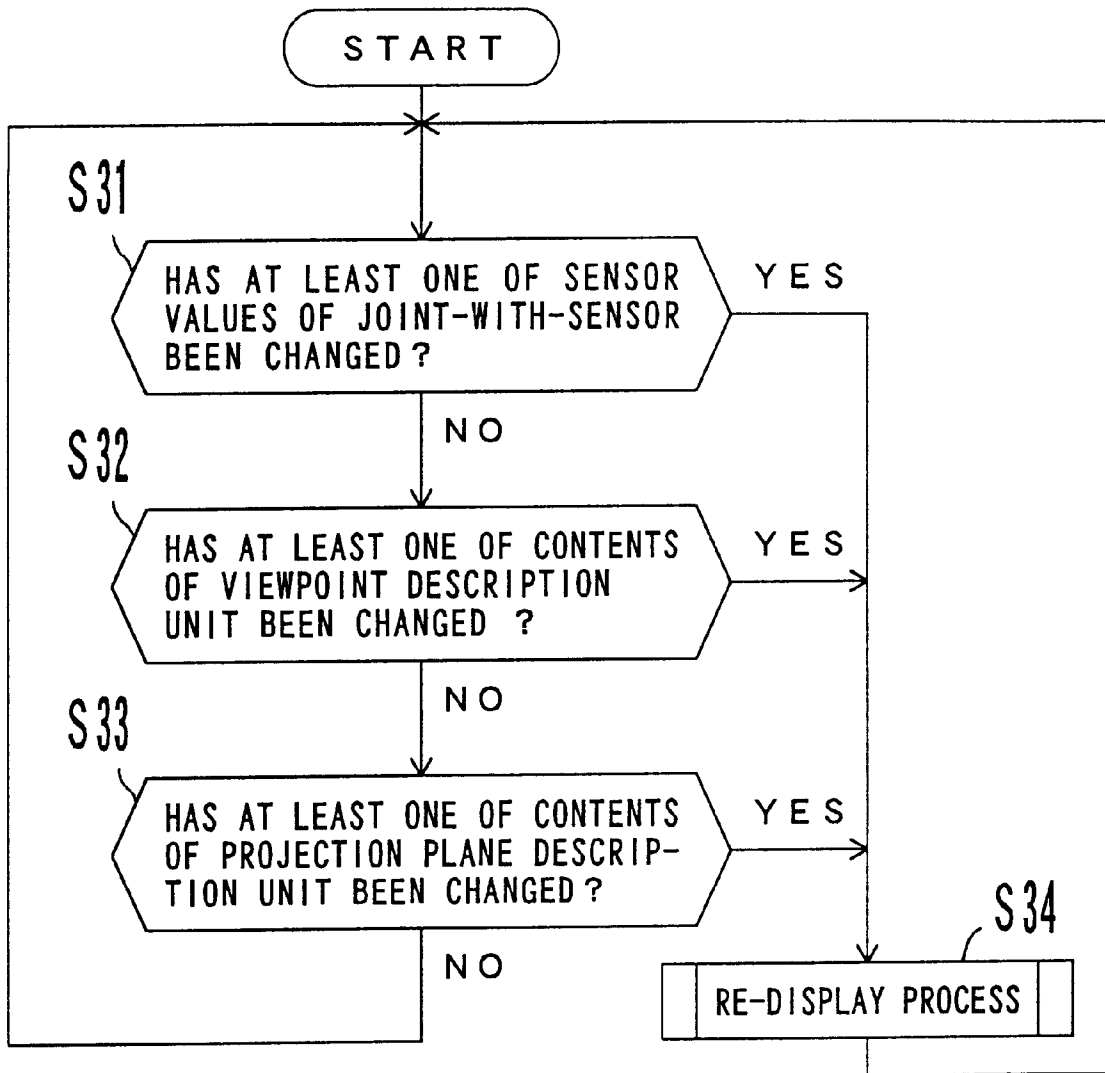 START
S31
HAS AT LEAST ONE OF SENSOR
VALUES OF JOINT-WITH-SENSOR
BEEN CHANGED ?
YES
NO
S32
HAS AT LEAST ONE OF CONTENTS
OF VIEWPOINT DESCRIPTION
UNIT BEEN CHANGED ?
YES
NO
S33
HAS AT LEAST ONE OF CONTENTS
OF PROJECTION PLANE DESCRIP-
TION UNIT BEEN CHANGED ?
YES
NO
S34
RE-DISPLAY PROCESS